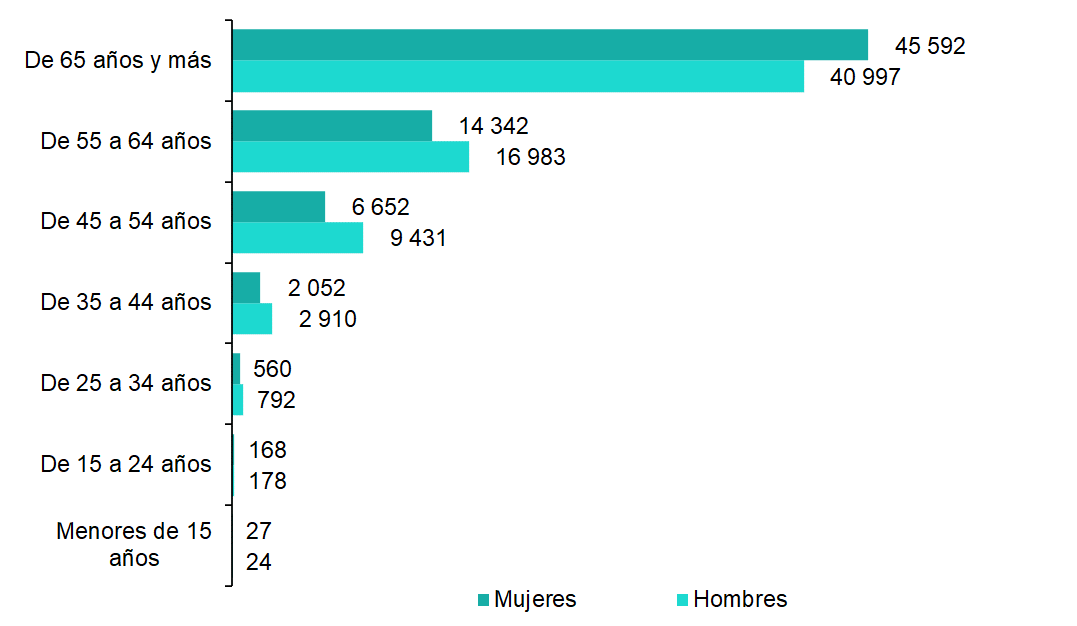 De 65 años y más
45 592
40 997
De 55 a 64 años
14 342
16 983
De 45 a 54 años
6 652
9 431
De 35 a 44 años
2 052
2 910
De 25 a 34 años
560
792
De 15 a 24 años
168
178
Menores de 15
años
27
24
Mujeres
Hombres